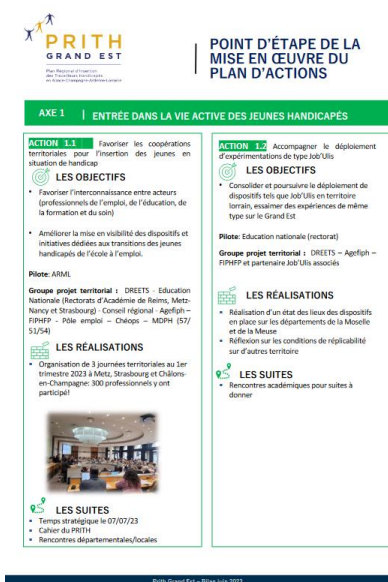 PRITH
GRAND EST
Plan Régional d'Insertion
des Travailleurs Handicapés
en Alsace-Champagne-Ardenne-Lorraine
POINT D'ÉTAPE DE LA
MISE EN ŒUVRE DU
PLAN D'ACTIONS
AXE 1 | ENTRÉE DANS LA VIE ACTIVE DES JEUNES HANDICAPÉS
ACTION 1.1 Favoriser les coopérations
territoriales pour l'insertion des jeunes en
situation de handicap
LES OBJECTIFS
• Favoriser l'interconnaissance entre acteurs
(professionnels de l'emploi, de l'éducation, de
la formation et du soin)
• Améliorer la mise en visibilité des dispositifs et
initiatives dédiées aux transitions des jeunes
handicapés de l'école à l'emploi.
Pilote: ARML
Groupe projet territorial : DREETS - Education
Nationale (Rectorats d'Académie de Reims, Metz-
Nancy et Strasbourg) - Conseil régional - Agefiph –
FIPHFP - Pôle emploi – Chéops – MDPH (57/
51/54)
LES RÉALISATIONS
• Organisation de 3 journées territoriales au 1er
trimestre 2023 à Metz, Strasbourg et Châlons-
en-Champagne: 300 professionnels y ont
participé!
LES SUITES
• Temps stratégique le 07/07/23
• Cahier du PRITH
• Rencontres départementales/locales
ACTION 1.2 Accompagner le déploiement
d'expérimentations de type Job'Ulis
LES OBJECTIFS
• Consolider et poursuivre le déploiement de
dispositifs tels que Job'Ulis en territoire
lorrain, essaimer des expériences de même
type sur le Grand Est
Pilote: Education nationale (rectorat)
Groupe projet territorial : DREETS – Agefiph –
FIPHFP et partenaire Job'Ulis associés
LES RÉALISATIONS
• Réalisation d'un état des lieux des dispositifs
en place sur les départements de la Moselle
et de la Meuse
• Réflexion sur les conditions de réplicabilité
sur d'autres territoire
LES SUITES
• Rencontres académiques pour suites à
donner
Prith Grand Est – Bilan juin 2023